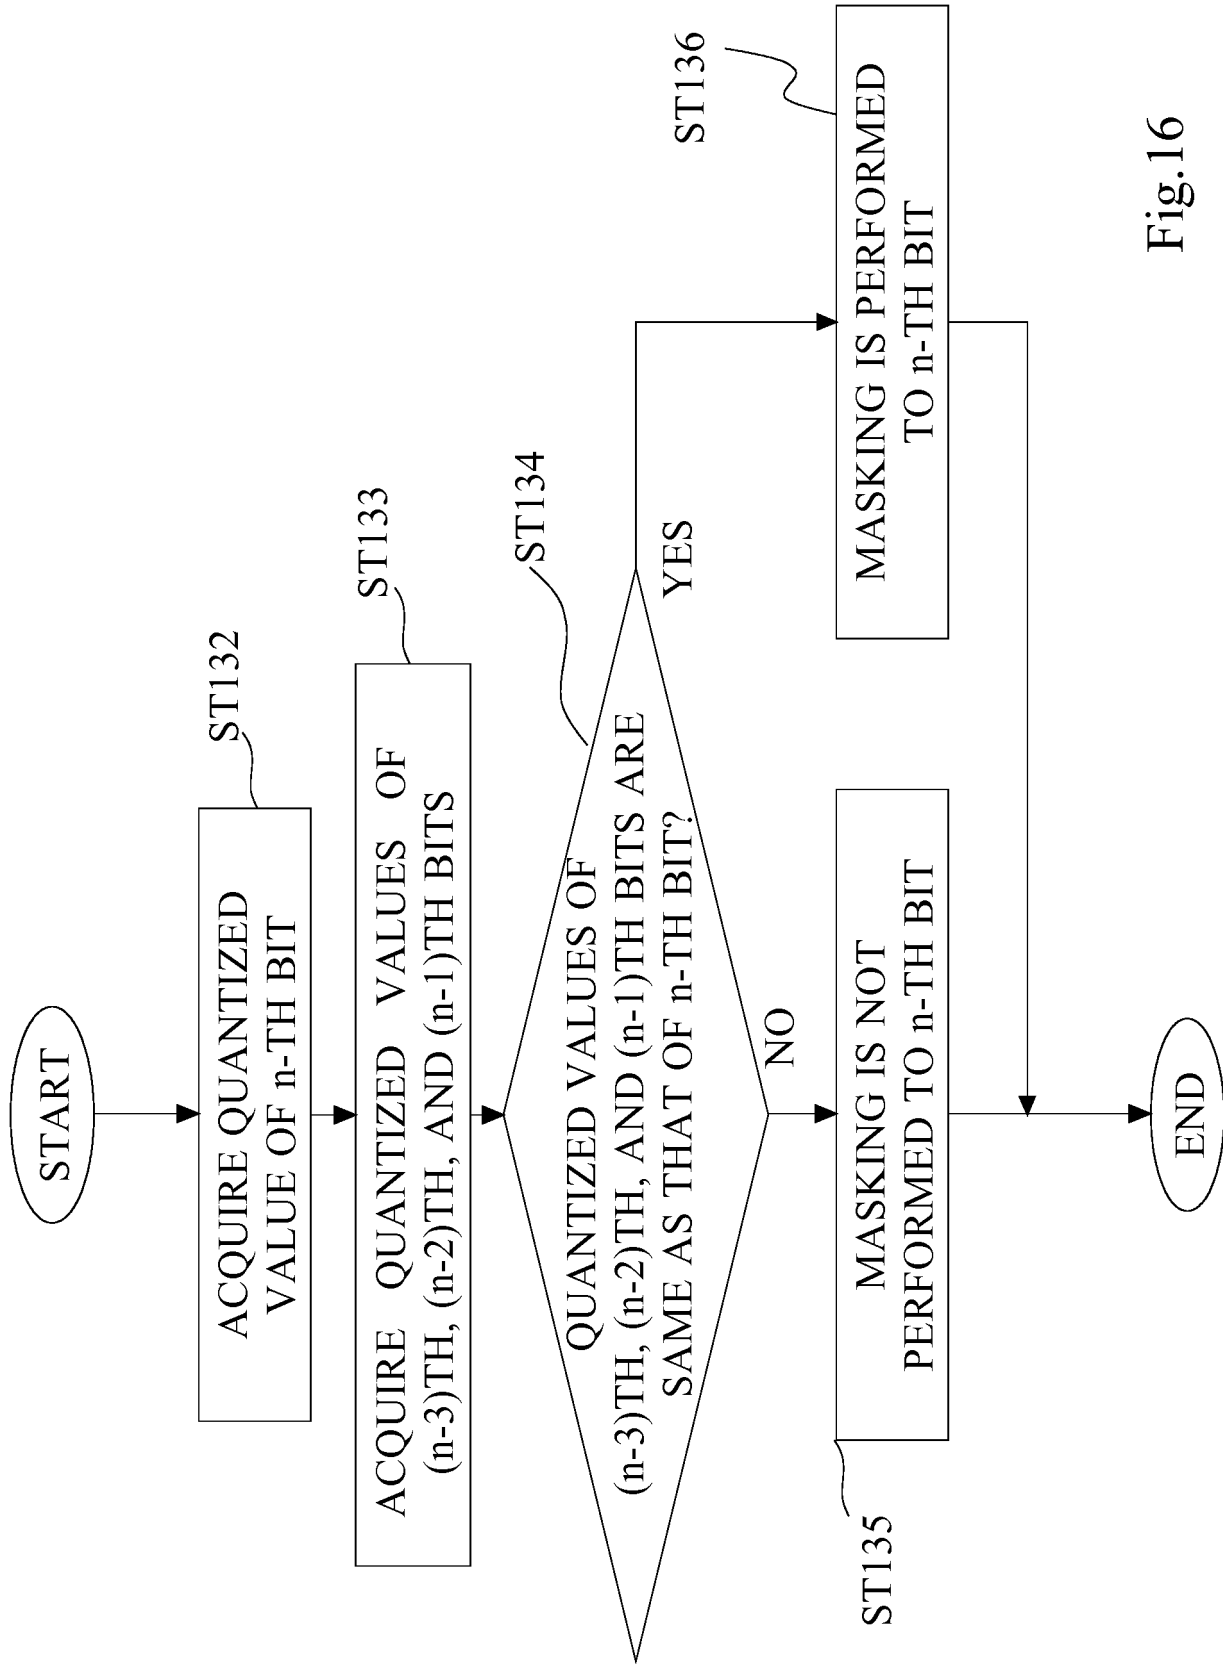 START
ACQUIRE QUANTIZED
VALUE OF n-TH BIT
ST132
ACQUIRE QUANTIZED VALUES OF
(n-3)TH, (n-2)TH, AND (n-1)TH BITS
ST133
QUANTIZED VALUES OF
(n-3)TH, (n-2)TH, AND (n-1)TH BITS ARE
SAME AS THAT OF n-TH BIT?
ST134
YES
NO
MASKING IS NOT
PERFORMED TO n-TH BIT
ST135
MASKING IS PERFORMED
TO n-TH BIT
ST136
END
Fig.16